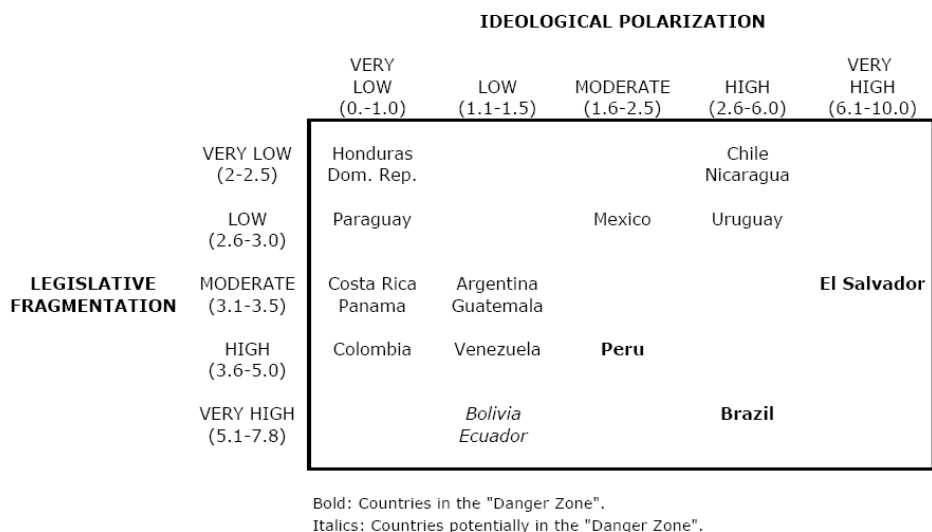 IDEOLOGICAL POLARIZATION
VERY LOW (0.-1.0)
LOW (1.1-1.5)
MODERATE (1.6-2.5)
HIGH (2.6-6.0)
VERY HIGH (6.1-10.0)
LEGISLATIVE FRAGMENTATION
VERY LOW (2-2.5)
Honduras
Dom. Rep.
Chile
Nicaragua
LOW (2.6-3.0)
Paraguay
Mexico
Uruguay
MODERATE (3.1-3.5)
Costa Rica
Panama
Argentina
Guatemala
El Salvador
HIGH (3.6-5.0)
Colombia
Venezuela
Peru
VERY HIGH (5.1-7.8)
Bolivia
Ecuador
Brazil
Bold: Countries in the "Danger Zone".
Italics: Countries potentially in the "Danger Zone".